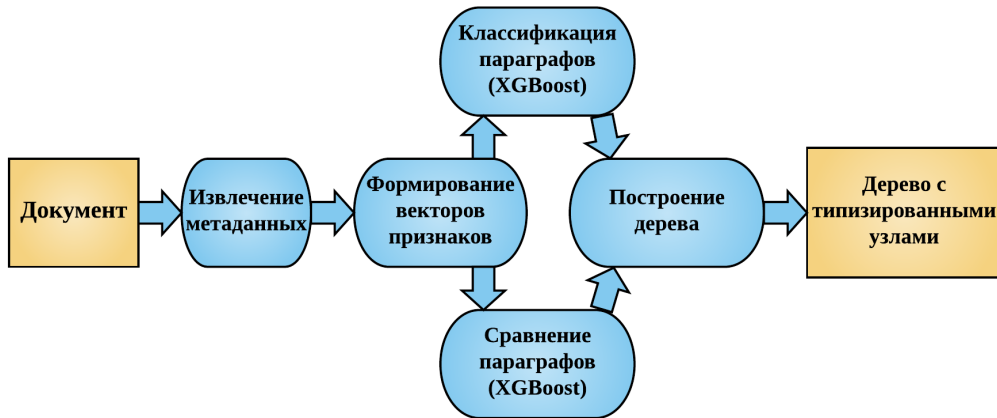 Документ
Извлечение
метаданных
Формирование
векторов
признаков
Классификация
параграфов
(XGBoost)
Сравнение
параграфов
(XGBoost)
Построение
дерева
Дерево с
типизированными
узлами